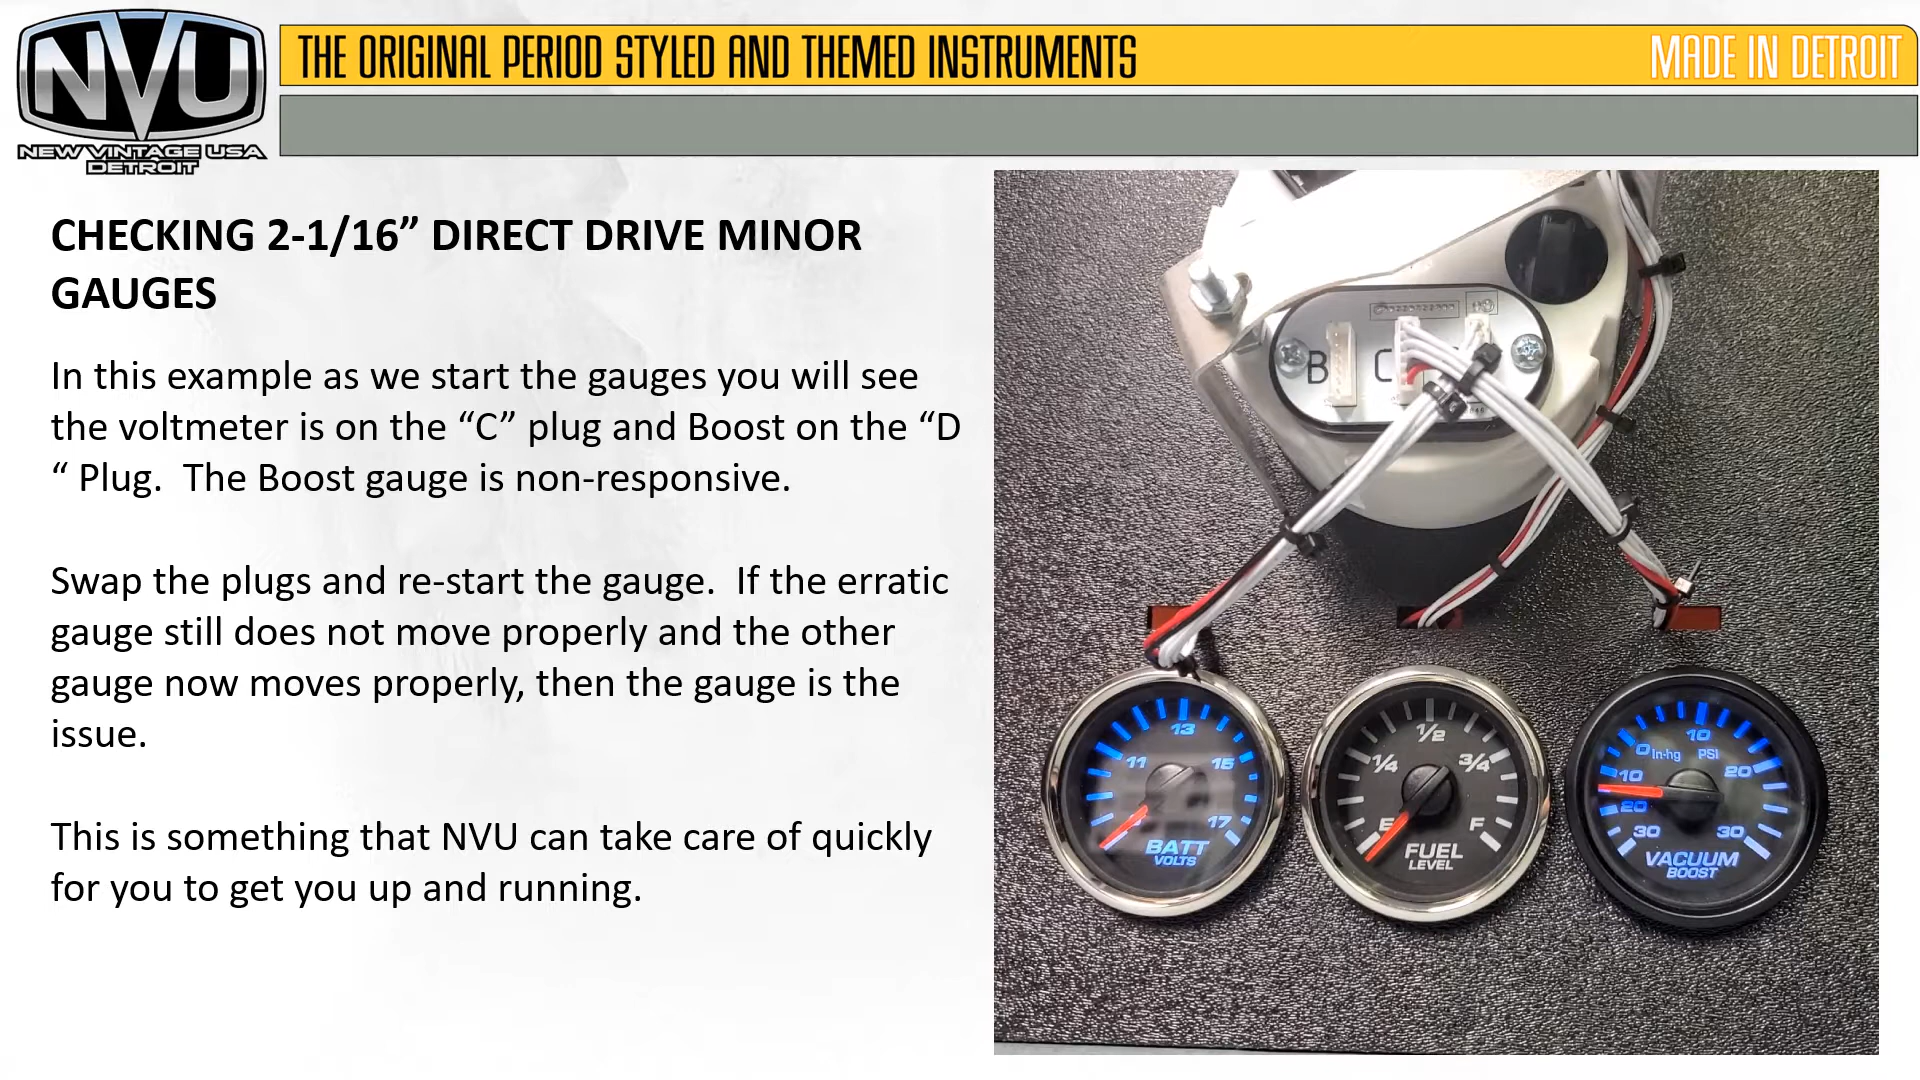 NVU
NEW VINTAGE USA
DETROIT
THE ORIGINAL PERIOD STYLED AND THEMED INSTRUMENTS
MADE IN DETROIT
CHECKING 2-1/16” DIRECT DRIVE MINOR
GAUGES
In this example as we start the gauges you will see
the voltmeter is on the “C” plug and Boost on the “D
“ Plug.  The Boost gauge is non-responsive.
Swap the plugs and re-start the gauge.  If the erratic
gauge still does not move properly and the other
gauge now moves properly, then the gauge is the
issue.
This is something that NVU can take care of quickly
for you to get you up and running.
B C
11 13 15 17
BATT
VOLTS
E 1/4 1/2 3/4 F
FUEL
LEVEL
30 20 10 0 In-hg 10 PSI 20 30
VACUUM
BOOST